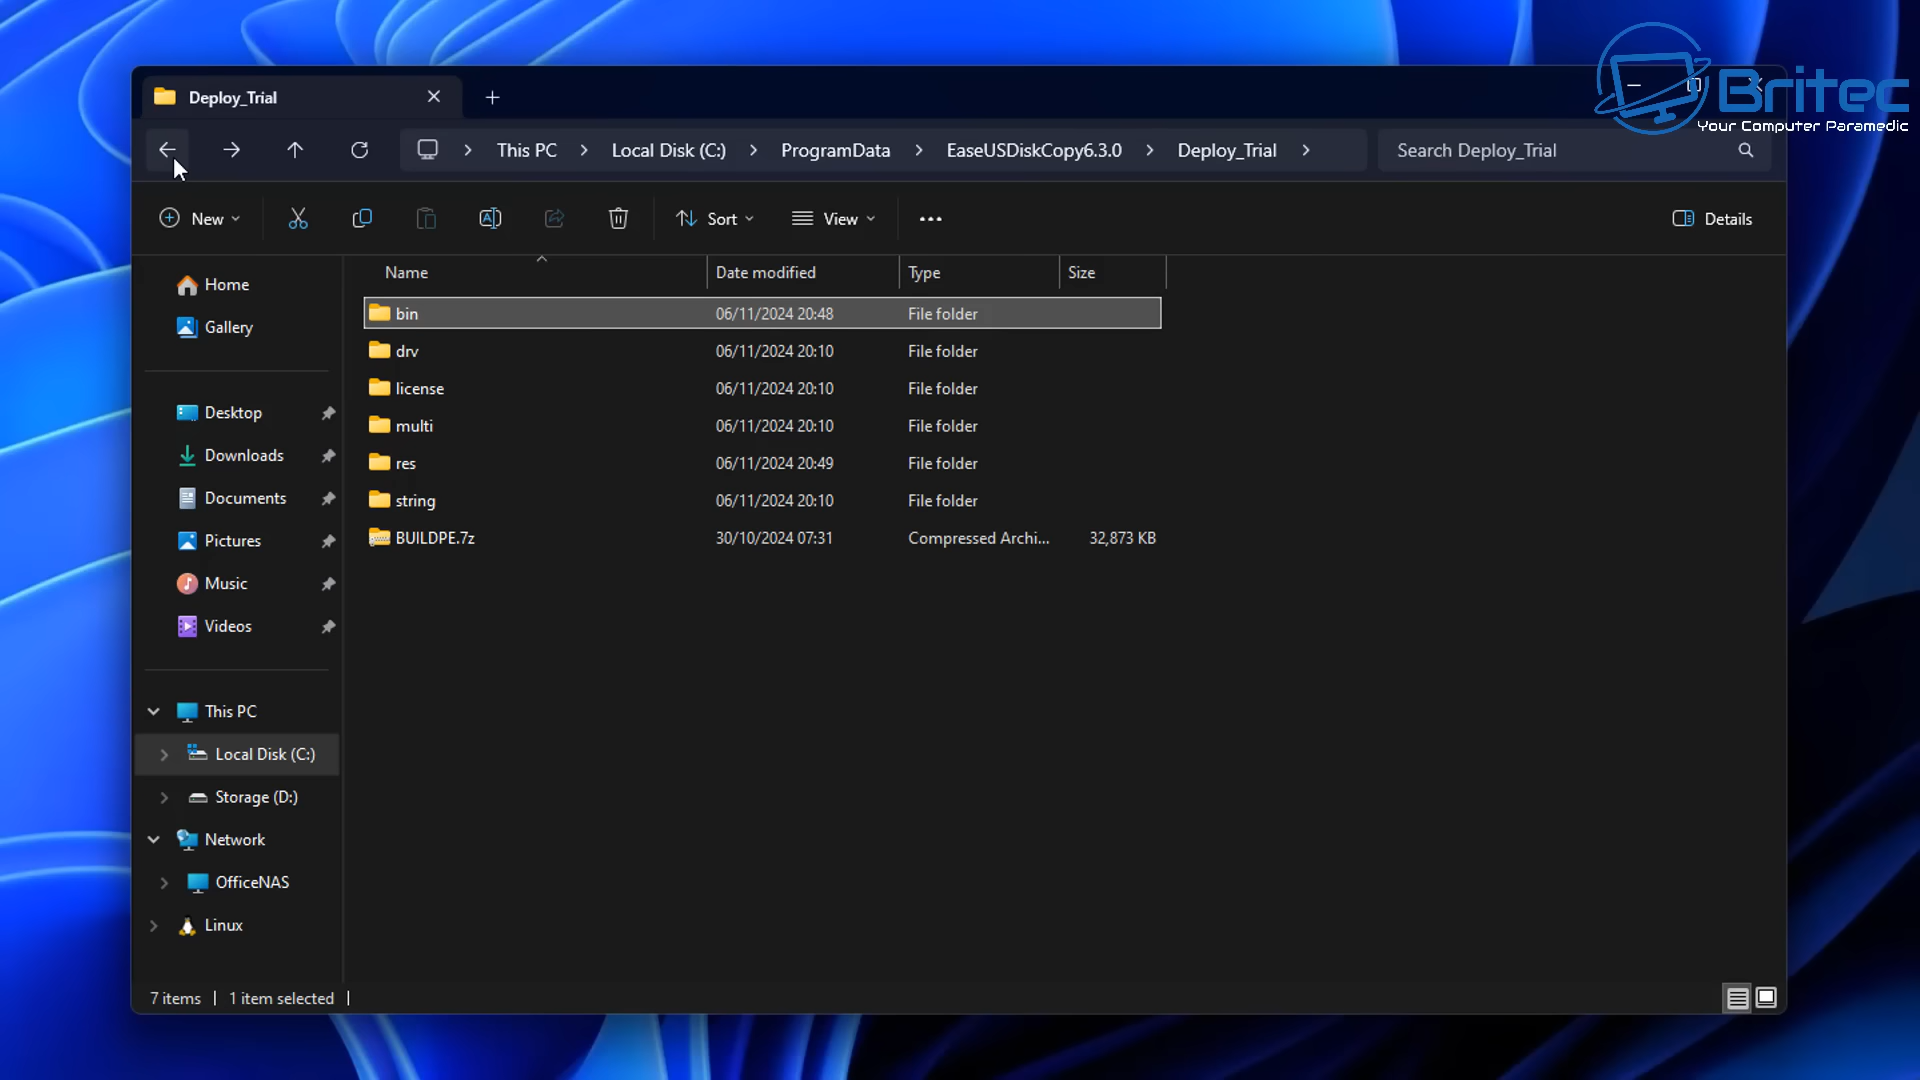 Deploy_Trial
Britec
Your Computer Paramedic
This PC
Local Disk (C:)
ProgramData
EaseUSDiskCopy6.3.0
Deploy_Trial
Search Deploy_Trial
New
Sort
View
Details
Name
Date modified
Type
Size
bin 06/11/2024 20:48 File folder
drv 06/11/2024 20:10 File folder
license 06/11/2024 20:10 File folder
multi 06/11/2024 20:10 File folder
res 06/11/2024 20:49 File folder
string 06/11/2024 20:10 File folder
BUILDPE.7z 30/10/2024 07:31 Compressed Archi... 32,873 KB
Home
Gallery
Desktop
Downloads
Documents
Pictures
Music
Videos
This PC
Local Disk (C:)
Storage (D:)
Network
OfficeNAS
Linux
7 items | 1 item selected |